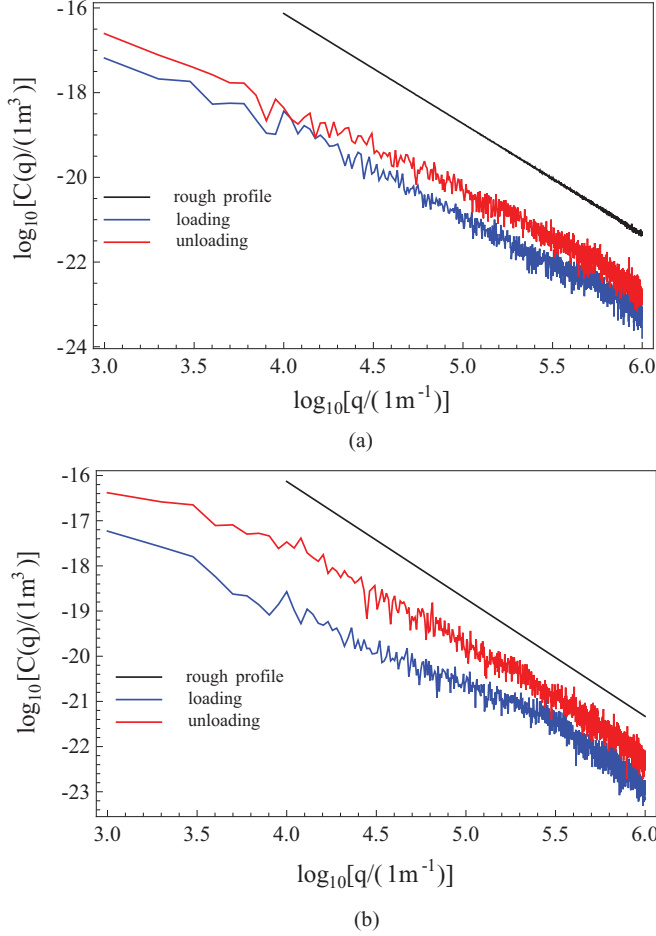 -16
-18
-20
-22
-24
log₁₀[C(q)/(1m³)]
rough profile
loading
unloading
3.0 3.5 4.0 4.5 5.0 5.5 6.0
log₁₀[q/(1m⁻¹)]
(a)
-16
-17
-18
-19
-20
-21
-22
-23
log₁₀[C(q)/(1m³)]
rough profile
loading
unloading
3.0 3.5 4.0 4.5 5.0 5.5 6.0
log₁₀[q/(1m⁻¹)]
(b)